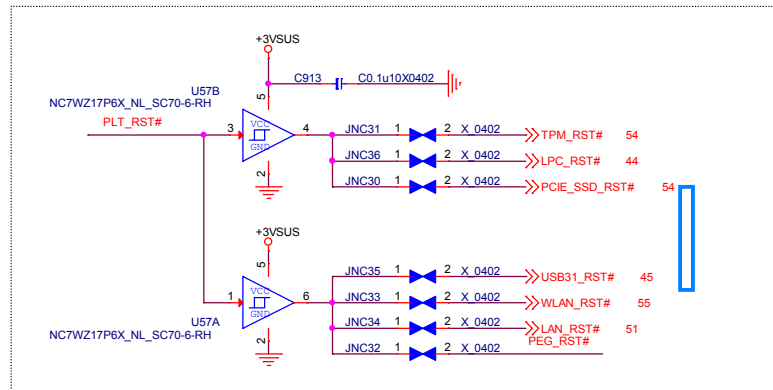 +3VSUS
C913 C0.1u10X0402
U57B
NC7WZ17P6X_NL_SC70-6-RH
PLT_RST#
5
VCC
GND
3
4
2
JNC31 1 2 X_0402 TPM_RST# 54
JNC36 1 2 X_0402 LPC_RST# 44
JNC30 1 2 X_0402 PCIE_SSD_RST# 54
+3VSUS
5
VCC
GND
1
6
2
U57A
NC7WZ17P6X_NL_SC70-6-RH
JNC35 1 2 X_0402 USB31_RST# 45
JNC33 1 2 X_0402 WLAN_RST# 55
JNC34 1 2 X_0402 LAN_RST# 51
JNC32 1 2 X_0402 PEG_RST#